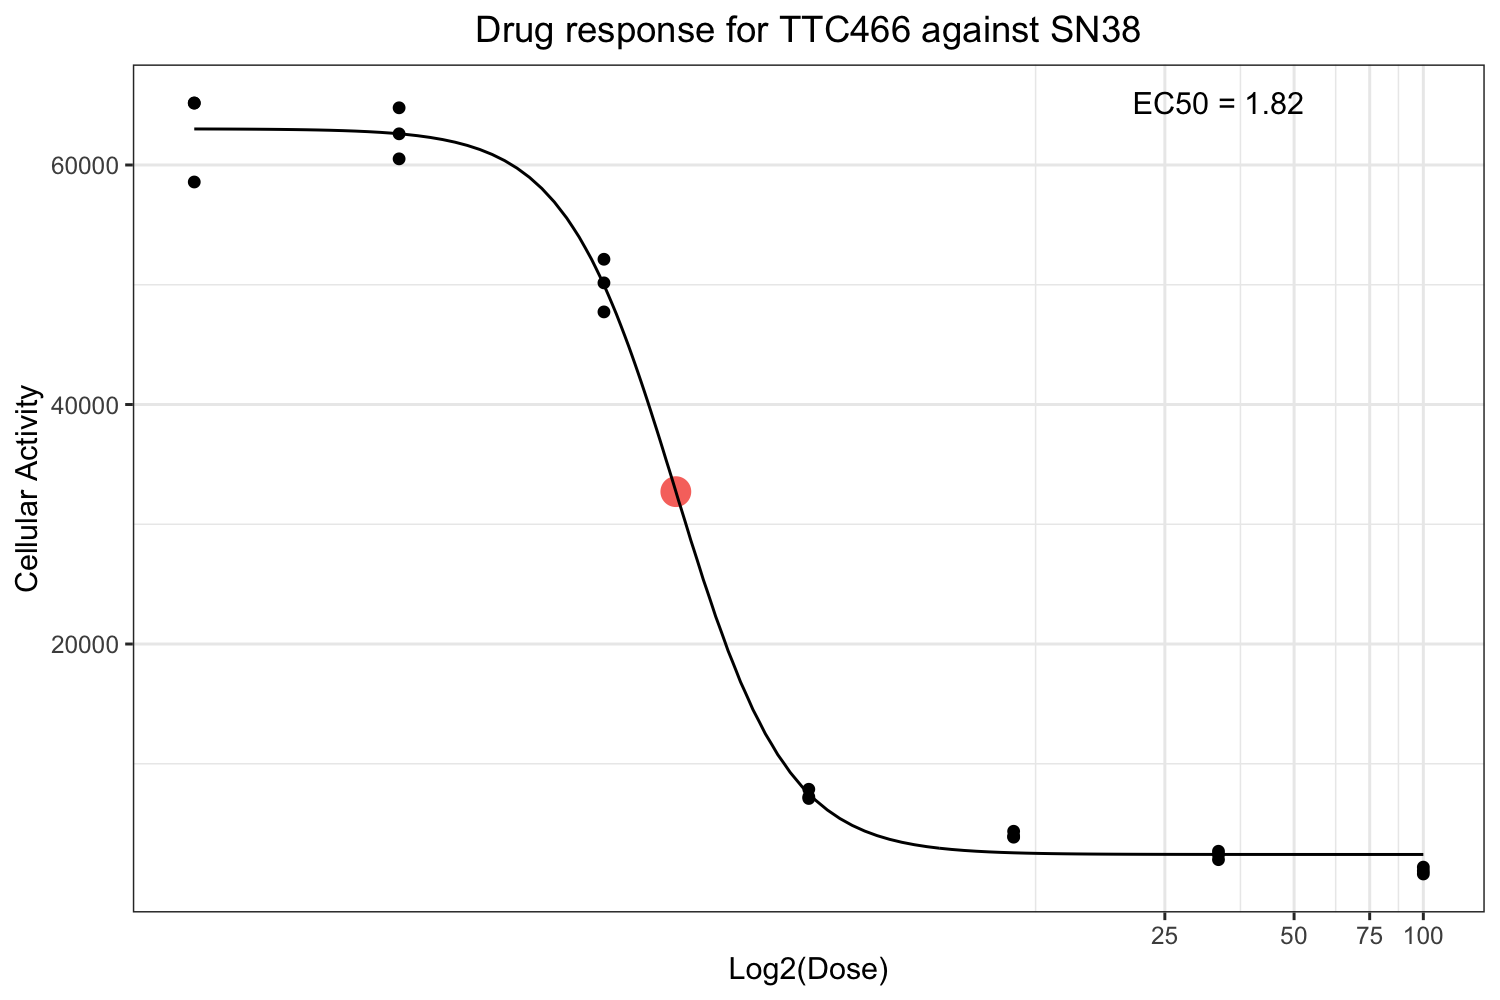 Drug response for TTC466 against SN38
EC50 = 1.82
60000
40000
20000
Cellular Activity
25 50 75 100
Log2(Dose)